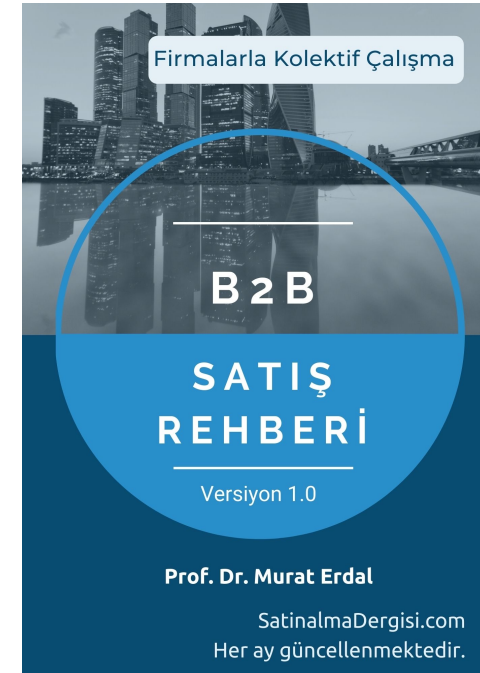 Firmalarla Kolektif Çalışma
B2B
SATIŞ
REHBERİ
Versiyon 1.0
Prof. Dr. Murat Erdal
SatinalmaDergisi.com
Her ay güncellenmektedir.